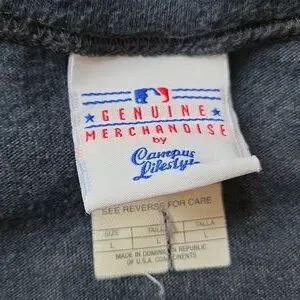 GENUINE
MERCHANDISE
by
Campus
Lifestyle
SEE REVERSE FOR CARE
SIZE TAILLE TALLA
L L L
MADE IN DOMINICAN REPUBLIC
OF U.S.A. COMPONENTS